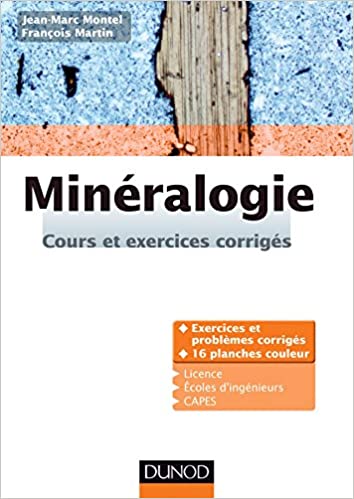 Jean-Marc Montel
François Martin
Minéralogie
Cours et exercices corrigés
Exercices et
problèmes corrigés
16 planches couleur
Licence
Écoles d'ingénieurs
CAPES
DUNOD